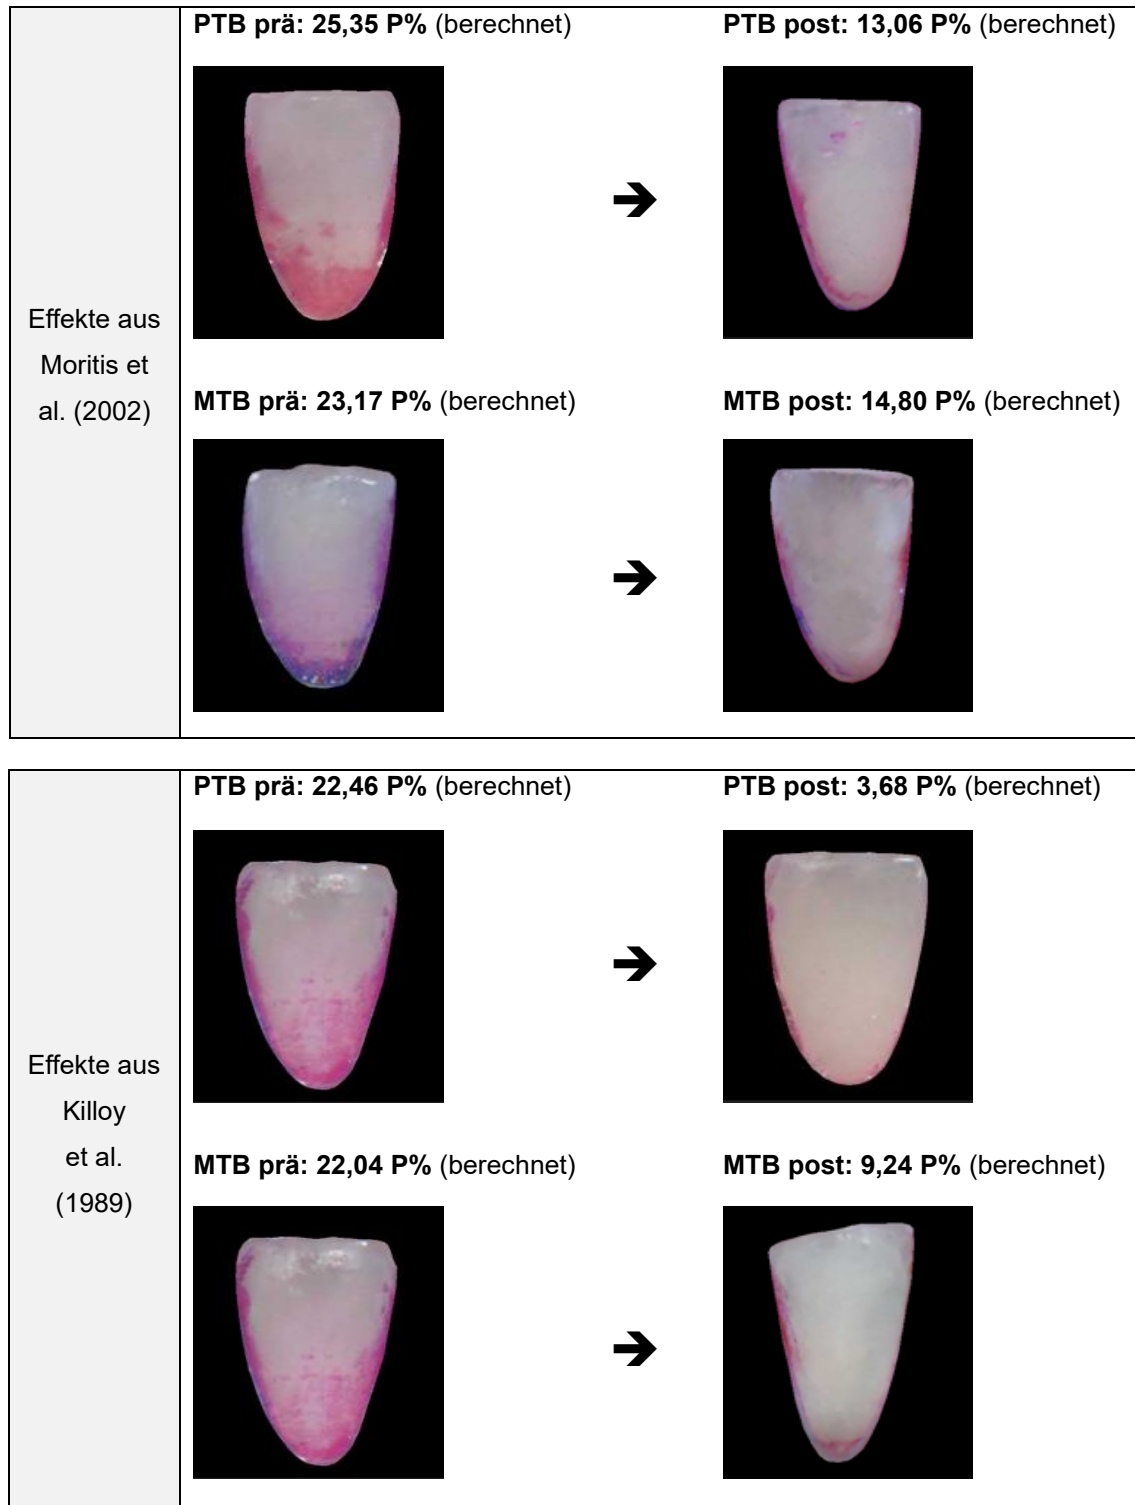 PTB prä: 25,35 P% (berechnet)
PTB post: 13,06 P% (berechnet)
Effekte aus
Moritis et
al. (2002)
MTB prä: 23,17 P% (berechnet)
MTB post: 14,80 P% (berechnet)
PTB prä: 22,46 P% (berechnet)
PTB post: 3,68 P% (berechnet)
Effekte aus
Killoy
et al.
(1989)
MTB prä: 22,04 P% (berechnet)
MTB post: 9,24 P% (berechnet)